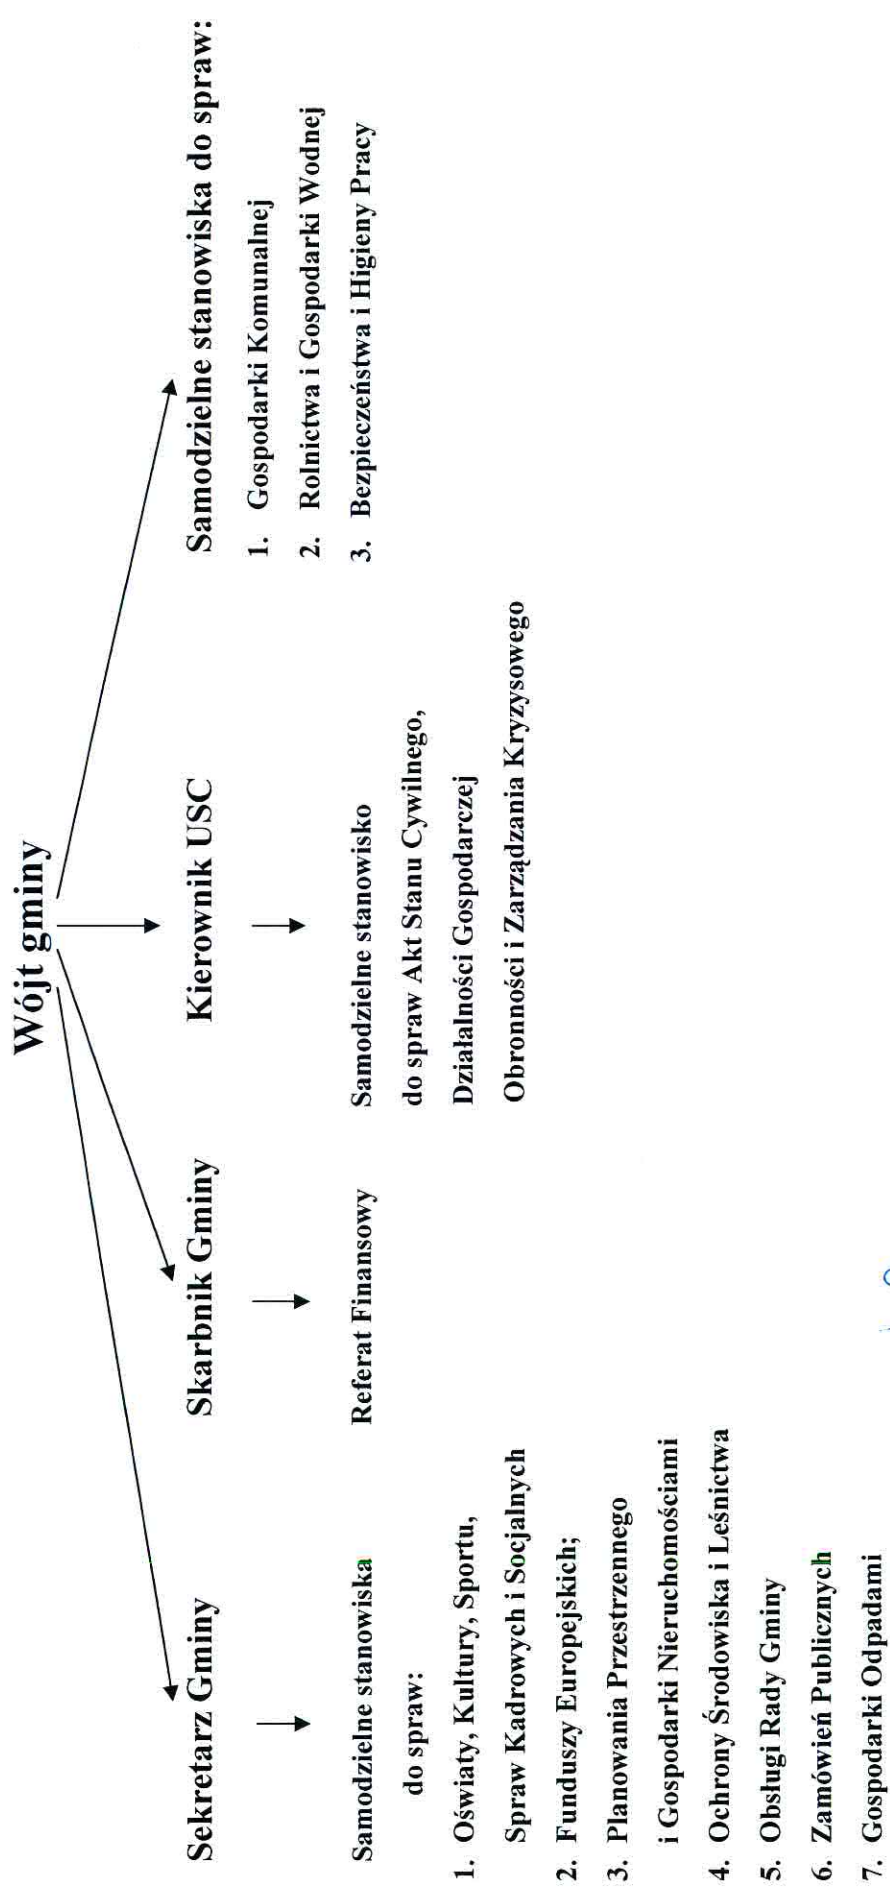 Wójt gminy
Sekretarz Gminy
Samodzielne stanowiska
do spraw:
1. Oświaty, Kultury, Sportu,
Spraw Kadrowych i Socjalnych
2. Funduszy Europejskich;
3. Planowania Przestrzennego
i Gospodarki Nieruchomościami
4. Ochrony Środowiska i Leśnictwa
5. Obsługi Rady Gminy
6. Zamówień Publicznych
7. Gospodarki Odpadami
Skarbnik Gminy
Referat Finansowy
Kierownik USC
Samodzielne stanowisko
do spraw Akt Stanu Cywilnego,
Działalności Gospodarczej
Obronności i Zarządzania Kryzysowego
Samodzielne stanowiska do spraw:
1. Gospodarki Komunalnej
2. Rolnictwa i Gospodarki Wodnej
3. Bezpieczeństwa i Higieny Pracy